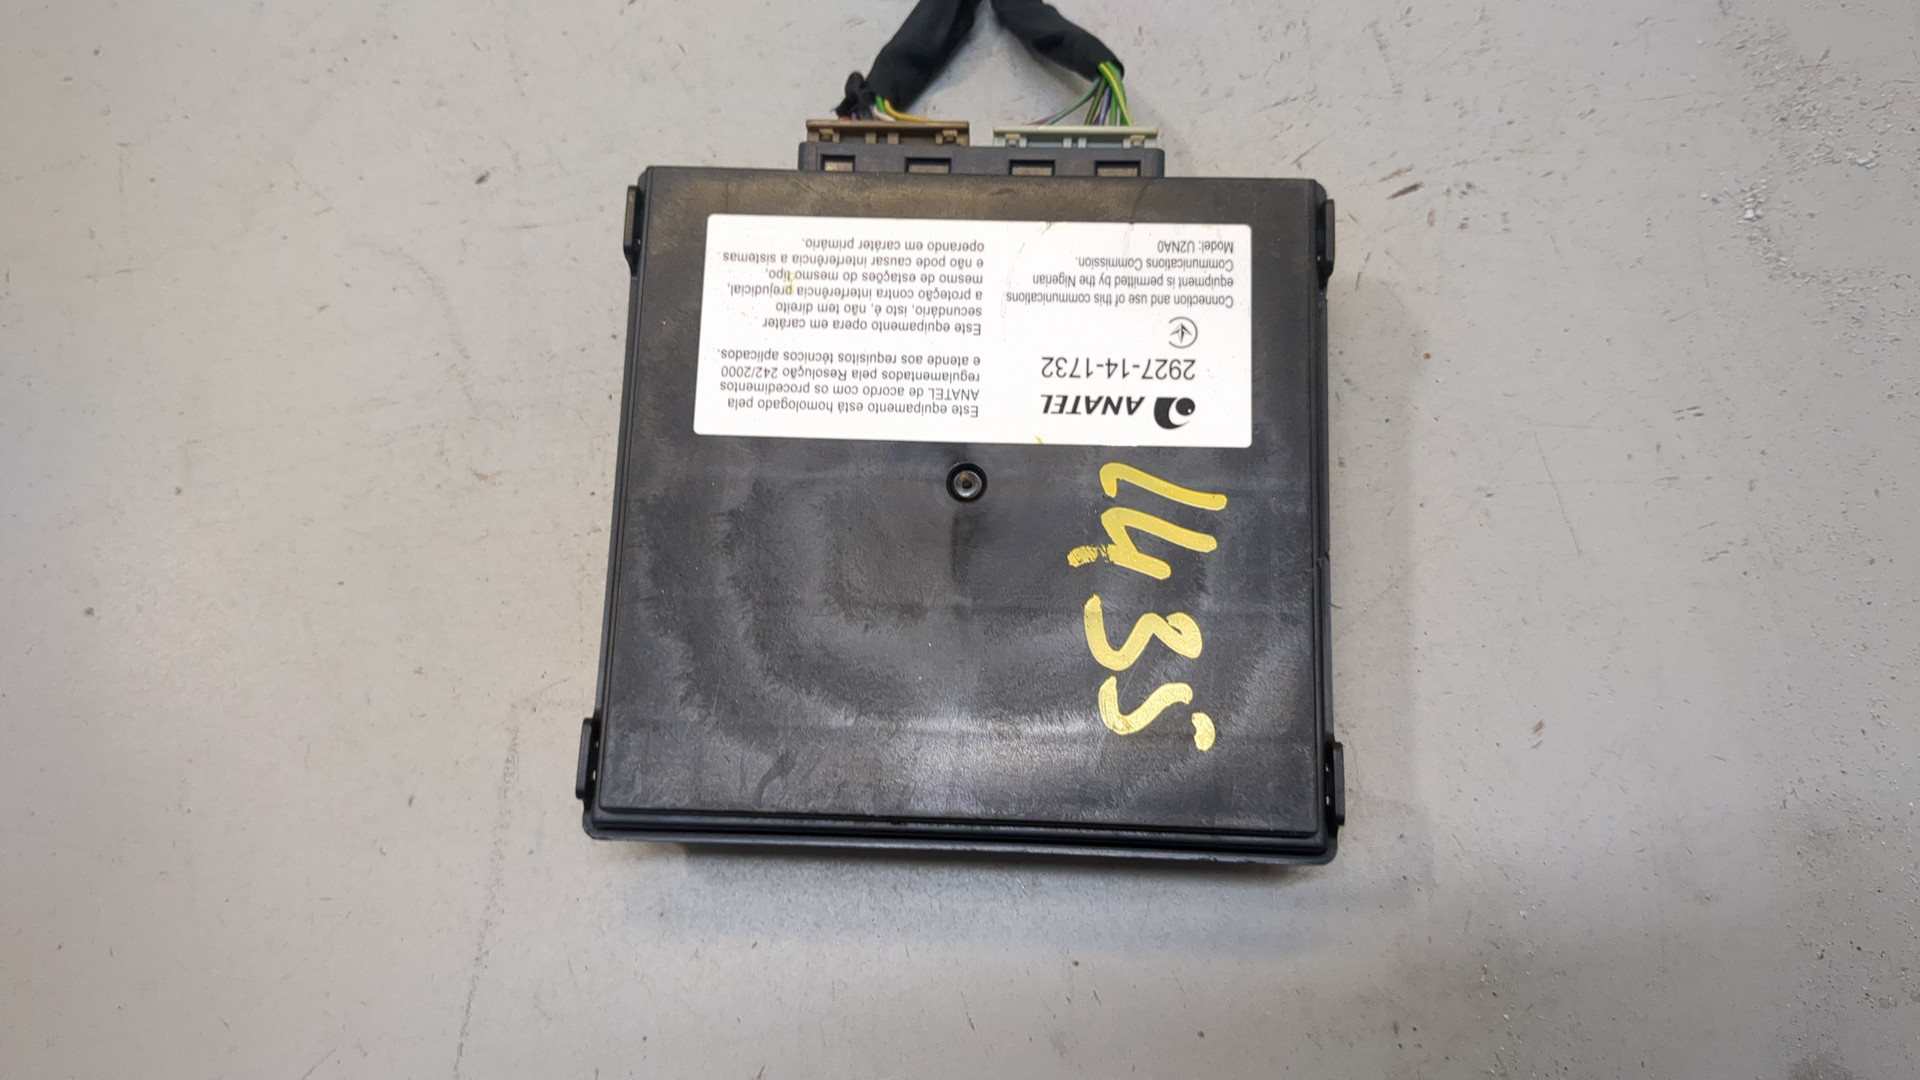 ANATEL
2927-14-1732
Connection and use of this communications
equipment is permitted by the Nigerian
Communications Commission.
Model: U2NA0
Este equipamento está homologado pela
ANATEL de acordo com os procedimentos
regulamentados pela Resolução 242/2000
e atende aos requisitos técnicos aplicados.
Este equipamento opera em caráter
secundário, isto, é, não tem direito
a proteção contra interferência prejudicial,
mesmo de estações do mesmo tipo,
e não pode causar interferência a sistemas
operando em caráter primário.